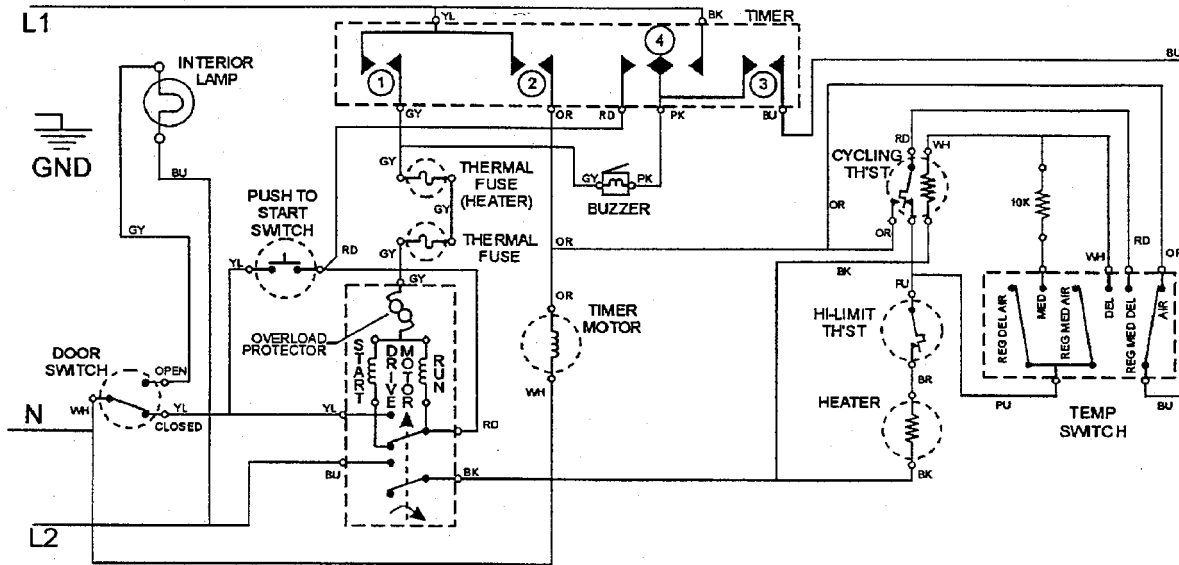 L1
YL
BK
TIMER
4
1
2
3
BU
INTERIOR
LAMP
GY
OR
RD
PK
BU
GND
BU
GY
THERMAL
FUSE
(HEATER)
GY
PK
BUZZER
RD
WH
CYCLING
TH'ST
10K
PUSH TO
START
SWITCH
GY
THERMAL
FUSE
OR
OR
OR
RD
OR
GY
YL
RD
GY
GY
BK
WH
OVERLOAD
PROTECTOR
OR
TIMER
MOTOR
PU
HI-LIMIT
TH'ST
REG DEL AIR
MED
REG MED AIR
DEL
REG MED DEL
AIR
DOOR
SWITCH
START
DRIVE
MOTOR
RUN
OPEN
WH
BR
N
WH
YL
CLOSED
YL
RD
HEATER
PU
TEMP
SWITCH
BU
BU
BK
BK
L2